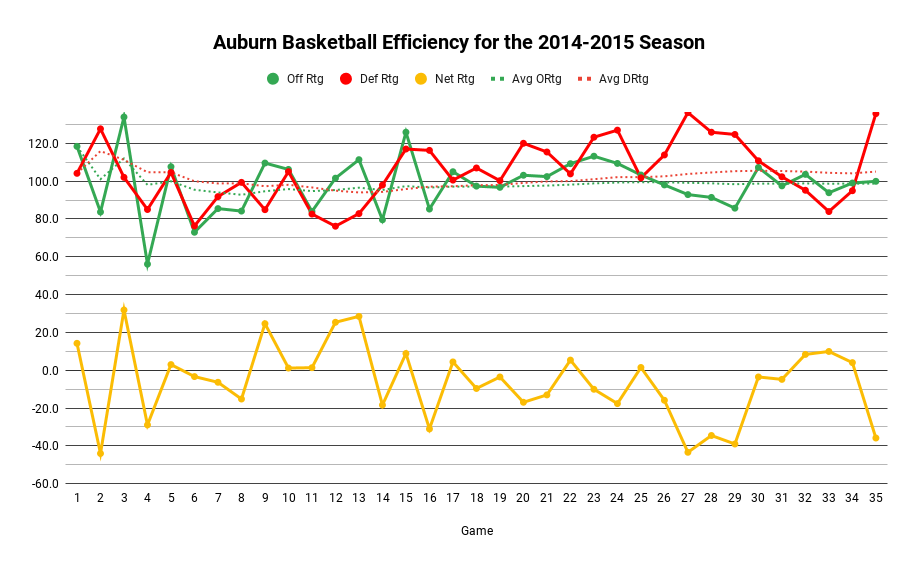 Auburn Basketball Efficiency for the 2014-2015 Season
Off Rtg Def Rtg Net Rtg Avg ORtg Avg DRtg
120.0
100.0
80.0
60.0
40.0
20.0
0.0
-20.0
-40.0
-60.0
1 2 3 4 5 6 7 8 9 10 11 12 13 14 15 16 17 18 19 20 21 22 23 24 25 26 27 28 29 30 31 32 33 34 35
Game